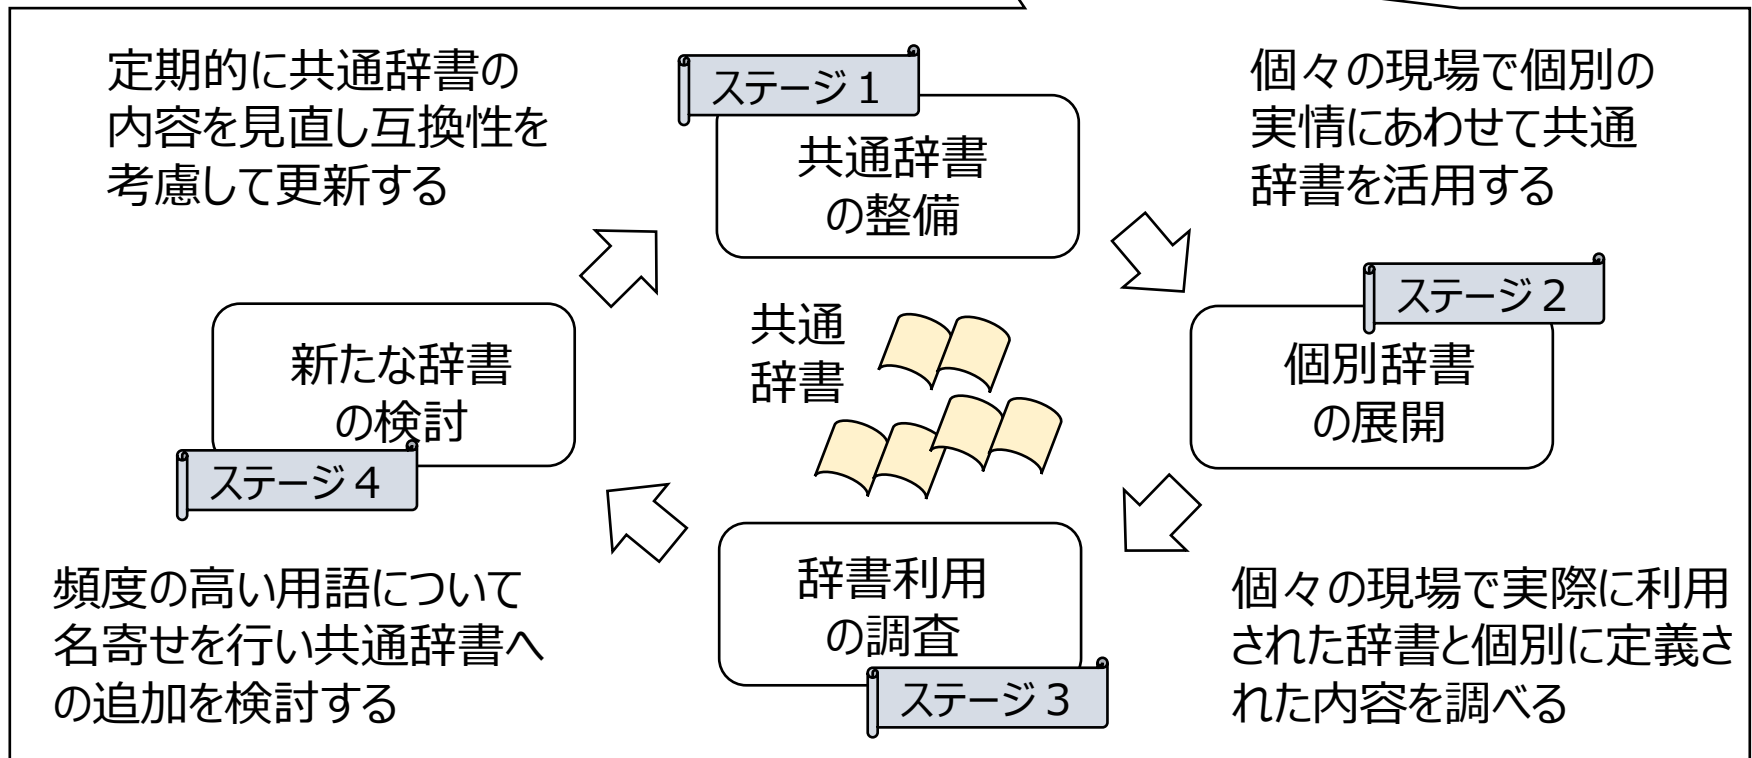 定期的に共通辞書の
内容を見直し互換性を
考慮して更新する
ステージ１
共通辞書
の整備
個々の現場で個別の
実情にあわせて共通
辞書を活用する
ステージ２
個別辞書
の展開
共通
辞書
新たな辞書
の検討
ステージ４
頻度の高い用語について
名寄せを行い共通辞書へ
の追加を検討する
辞書利用
の調査
ステージ３
個々の現場で実際に利用
された辞書と個別に定義さ
れた内容を調べる